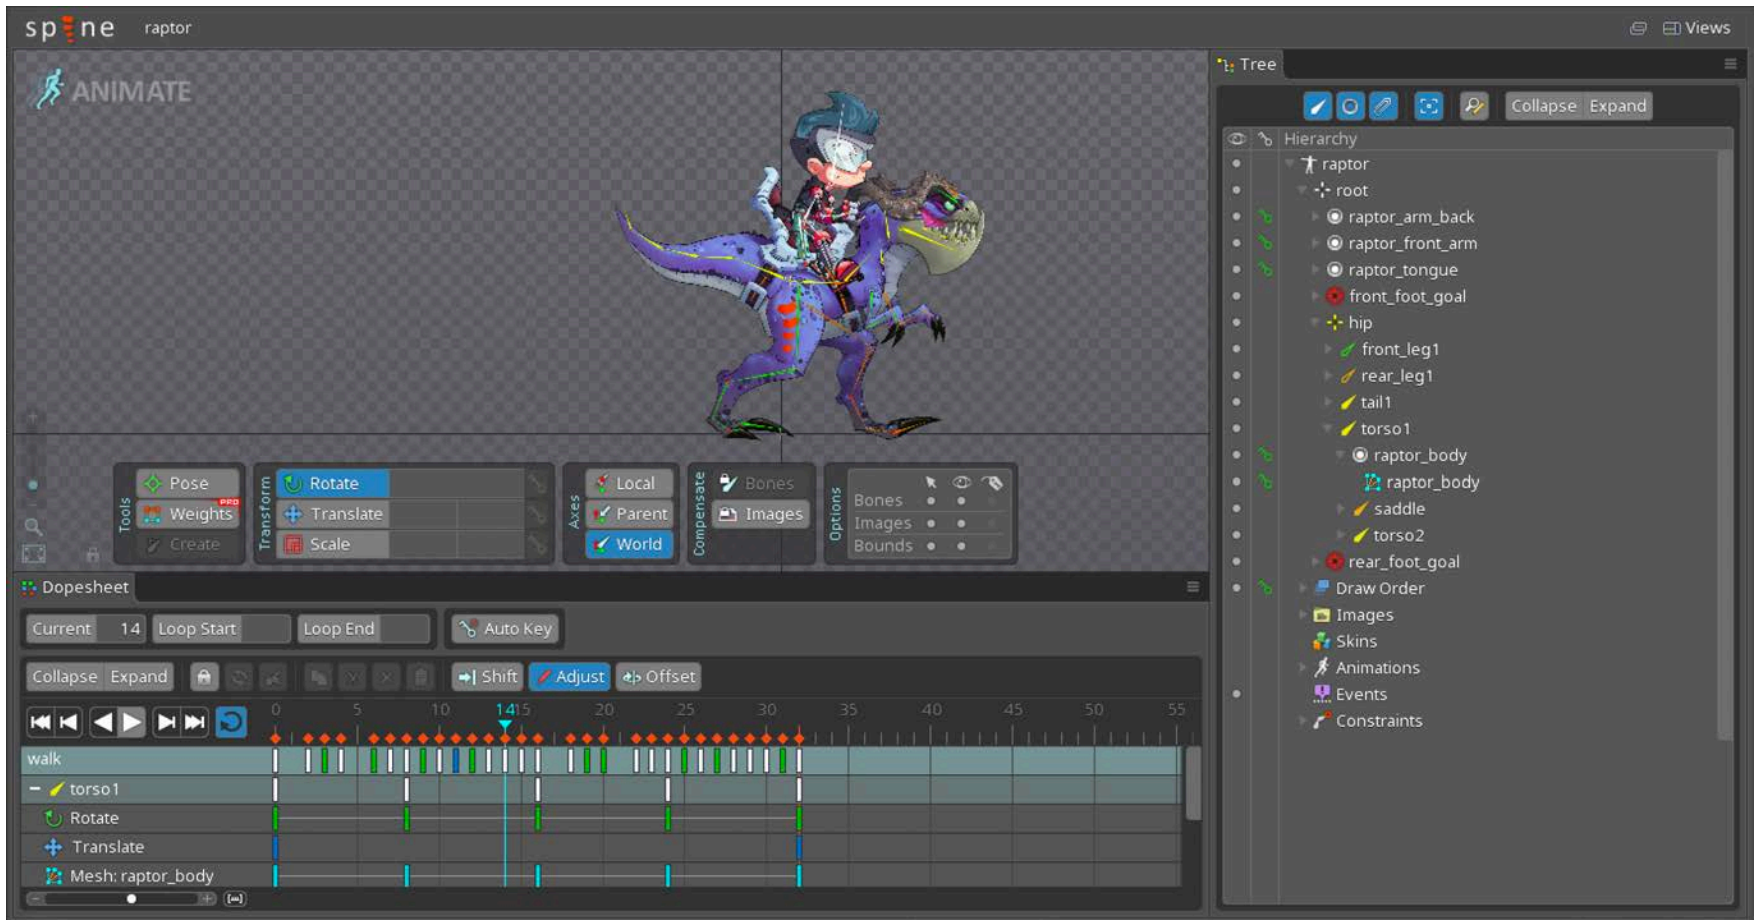 spine raptor Views
ANIMATE
Tree
Collapse Expand
Hierarchy
raptor
root
raptor_arm_back
raptor_front_arm
raptor_tongue
front_foot_goal
hip
front_leg1
rear_leg1
tail1
torso1
raptor_body
raptor_body
saddle
torso2
rear_foot_goal
Draw Order
Images
Skins
Animations
Events
Constraints
Tools
Pose
Weights PRO
Create
Transform
Rotate
Translate
Scale
Axes
Local
Parent
World
Compensate
Bones
Images
Options
Bones
Images
Bounds
Dopesheet
Current 14 Loop Start Loop End Auto Key
Collapse Expand Shift Adjust Offset
0 5 10 14 15 20 25 30 35 40 45 50 55
walk
torso1
Rotate
Translate
Mesh: raptor_body